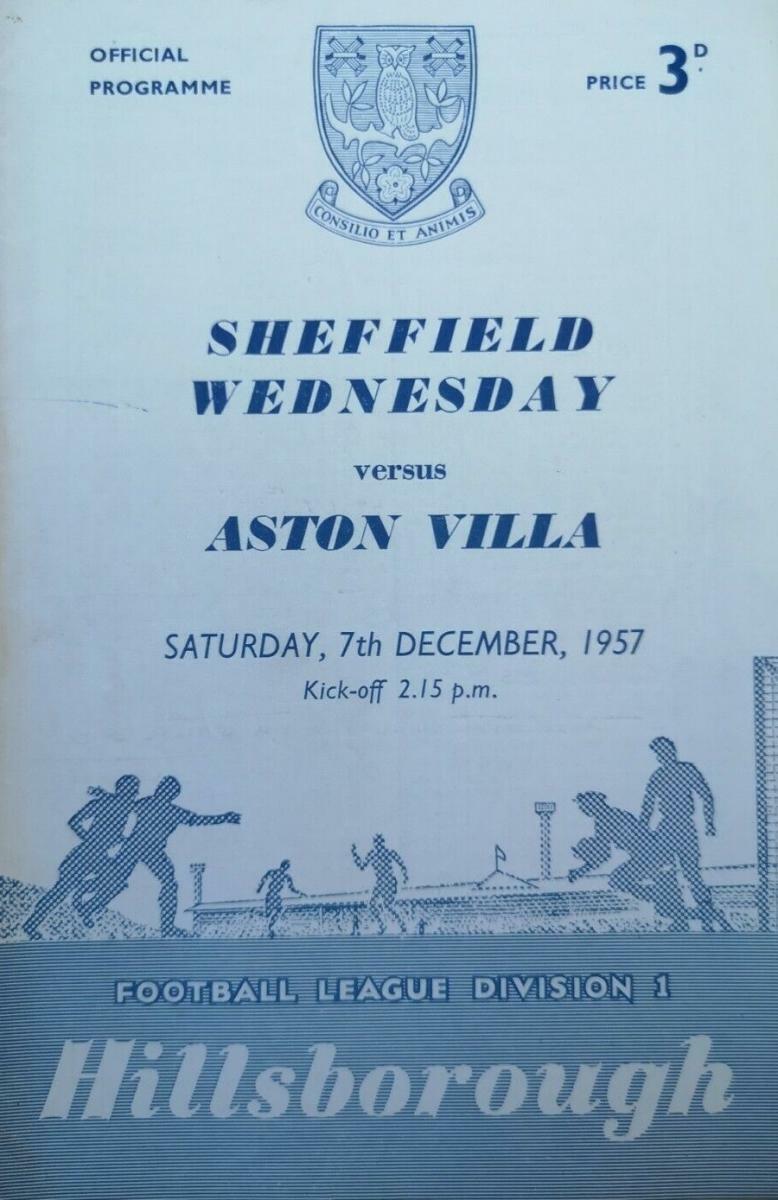 OFFICIAL
PROGRAMME
PRICE 3D.
CONSILIO ET ANIMIS
SHEFFIELD
WEDNESDAY
versus
ASTON VILLA
SATURDAY, 7th DECEMBER, 1957
Kick-off 2.15 p.m.
FOOTBALL LEAGUE DIVISION 1
Hillsborough